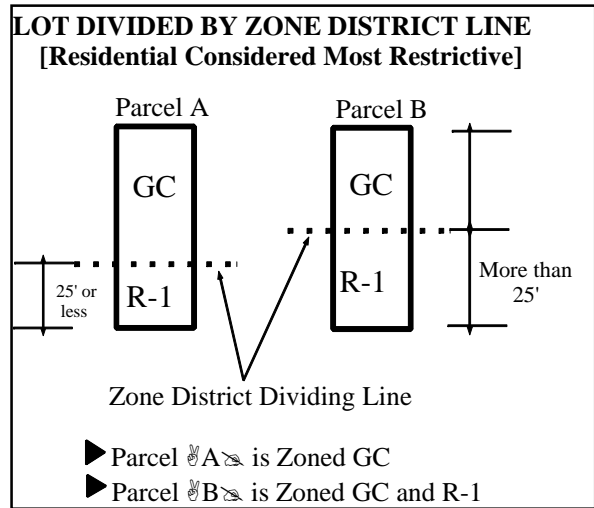 LOT DIVIDED BY ZONE DISTRICT LINE
[Residential Considered Most Restrictive]
Parcel A
Parcel B
GC
GC
25' or
less
R-1
R-1
More than
25'
Zone District Dividing Line
▶ Parcel ✌A✍ is Zoned GC
▶ Parcel ✌B✍ is Zoned GC and R-1